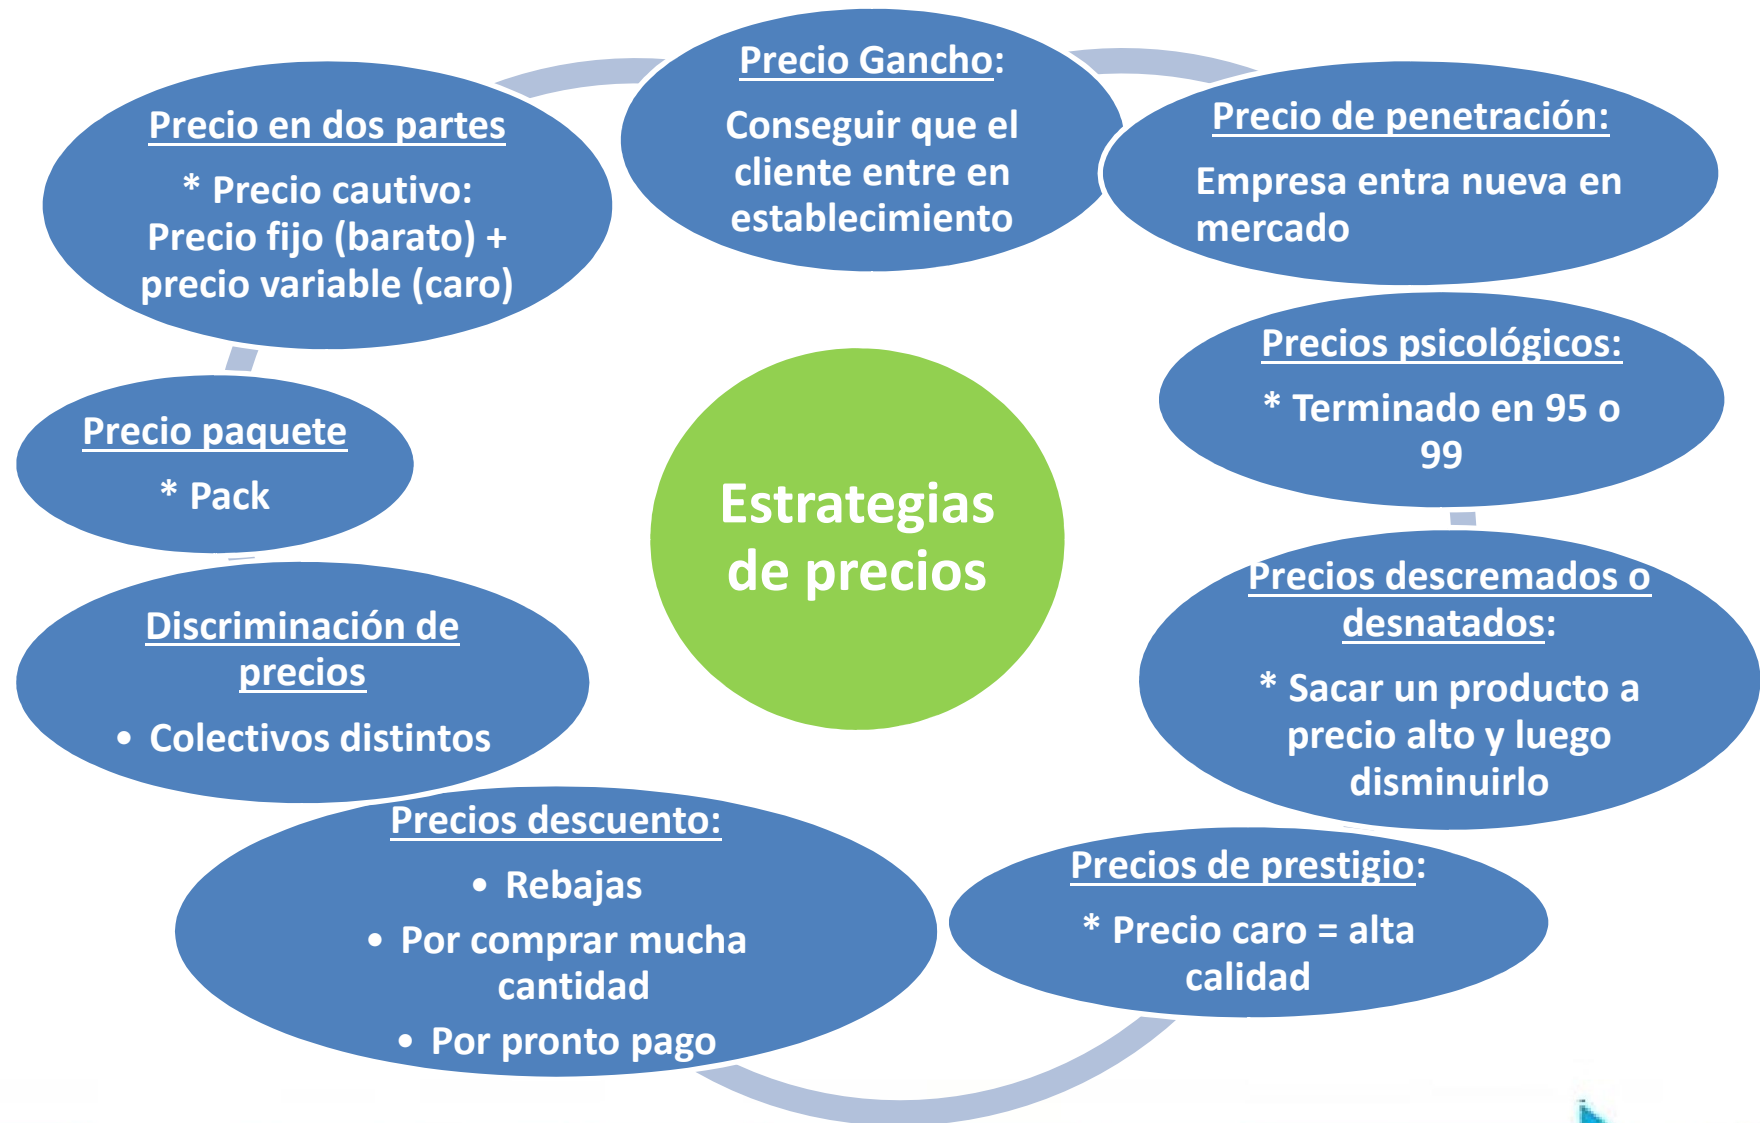 Precio Gancho:
Conseguir que el
cliente entre en
establecimiento
Precio de penetración:
Empresa entra nueva en
mercado
Precios psicológicos:
* Terminado en 95 o
99
Precios descremados o
desnatados:
* Sacar un producto a
precio alto y luego
disminuirlo
Precios de prestigio:
* Precio caro = alta
calidad
Precios descuento:
• Rebajas
• Por comprar mucha
cantidad
• Por pronto pago
Discriminación de
precios
• Colectivos distintos
Precio paquete
* Pack
Precio en dos partes
* Precio cautivo:
Precio fijo (barato) +
precio variable (caro)
Estrategias
de precios